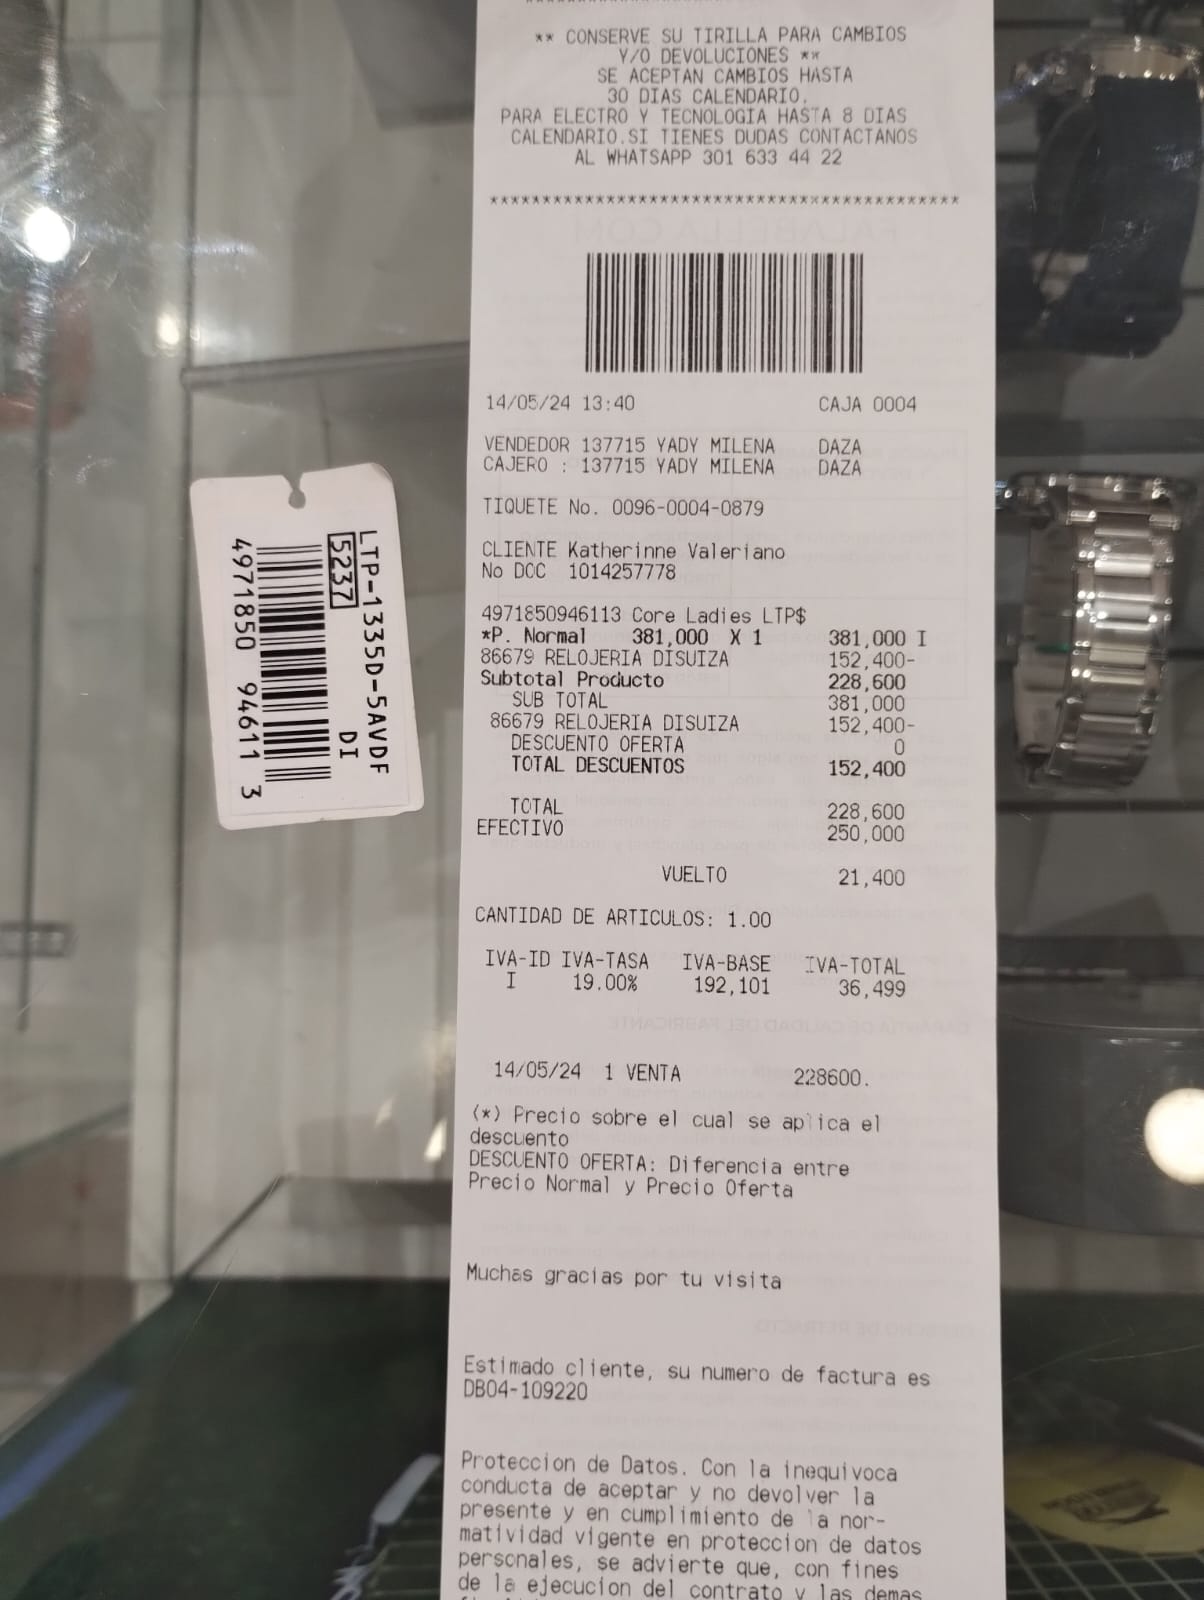 ** CONSERVE SU TIRILLA PARA CAMBIOS
Y/O DEVOLUCIONES **
SE ACEPTAN CAMBIOS HASTA
30 DIAS CALENDARIO.
PARA ELECTRO Y TECNOLOGIA HASTA 8 DIAS
CALENDARIO.SI TIENES DUDAS CONTACTANOS
AL WHATSAPP 301 633 44 22
*********************************************
14/05/24 13:40 CAJA 0004
VENDEDOR 137715 YADY MILENA DAZA
CAJERO : 137715 YADY MILENA DAZA
TIQUETE No. 0096-0004-0879
CLIENTE Katherinne Valeriano
No DOC 1014257778
4971850946113 Core Ladies LTP$
*P. Normal 381,000 X 1 381,000 I
86679 RELOJERIA DISUIZA 152,400-
Subtotal Producto 228,600
SUB TOTAL 381,000
86679 RELOJERIA DISUIZA 152,400-
DESCUENTO OFERTA 0
TOTAL DESCUENTOS 152,400
TOTAL 228,600
EFECTIVO 250,000
VUELTO 21,400
CANTIDAD DE ARTICULOS: 1.00
IVA-ID IVA-TASA IVA-BASE IVA-TOTAL
I 19.00% 192,101 36,499
14/05/24 1 VENTA 228600.
(*) Precio sobre el cual se aplica el
descuento
DESCUENTO OFERTA: Diferencia entre
Precio Normal y Precio Oferta
Muchas gracias por tu visita
Estimado cliente, su numero de factura es
DB04-109220
Proteccion de Datos. Con la inequivoca
conducta de aceptar y no devolver la
presente y en cumplimiento de la nor-
matividad vigente en proteccion de datos
personales, se advierte que, con fines
de la ejecucion del contrato y las demas
LTP-1335D-5AVDF
5237 DI
4971850 94611 3